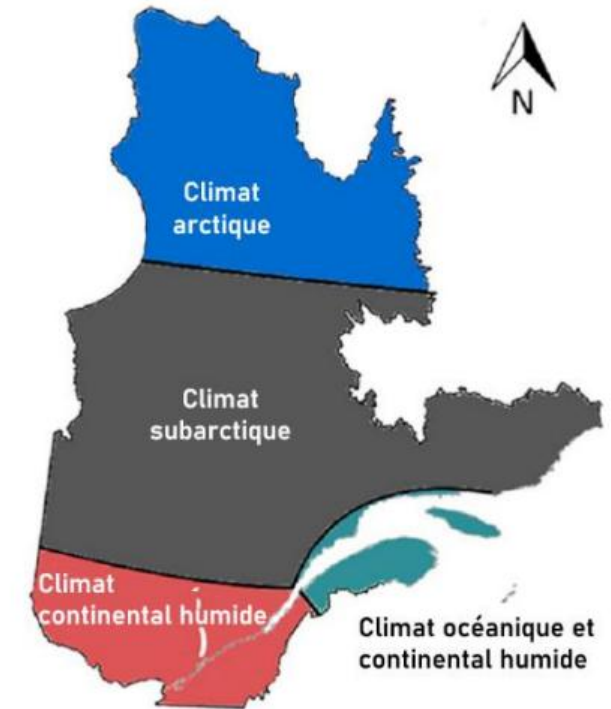 N
Climat
arctique
Climat
subarctique
Climat
continental humide
Climat océanique et
continental humide